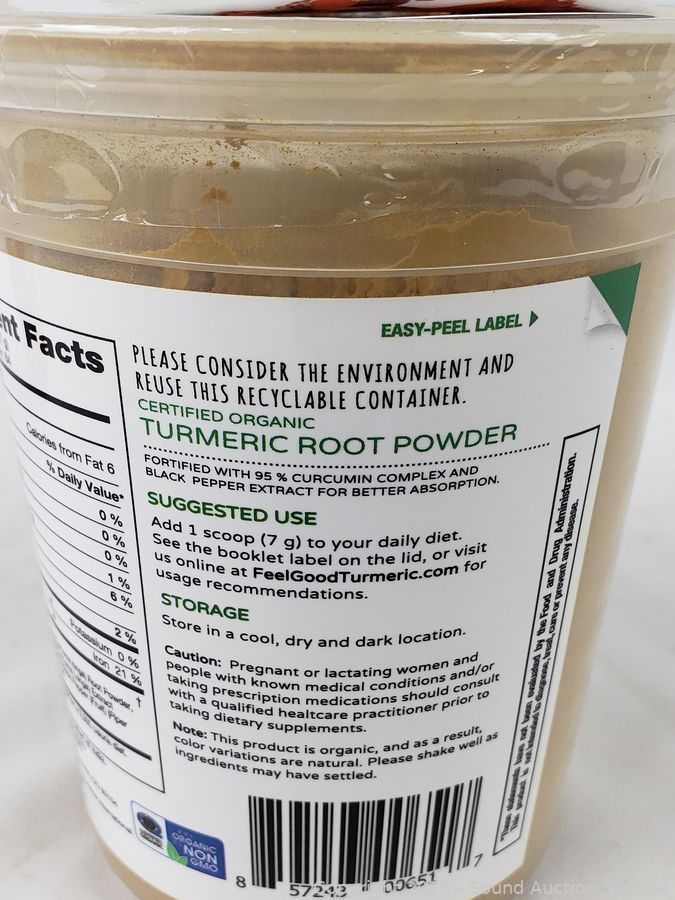 nt Facts
Calories from Fat 6
% Daily Value*
0 %
0 %
0 %
1 %
6 %
2 %
Potassium 0 %
Iron 21 %
Root Powder, †
Extract
Fruit) (Piper
EASY-PEEL LABEL
PLEASE CONSIDER THE ENVIRONMENT AND
REUSE THIS RECYCLABLE CONTAINER.
CERTIFIED ORGANIC
TURMERIC ROOT POWDER
FORTIFIED WITH 95 % CURCUMIN COMPLEX AND
BLACK PEPPER EXTRACT FOR BETTER ABSORPTION.
SUGGESTED USE
Add 1 scoop (7 g) to your daily diet.
See the booklet label on the lid, or visit
us online at FeelGoodTurmeric.com for
usage recommendations.
STORAGE
Store in a cool, dry and dark location.
Caution: Pregnant or lactating women and
people with known medical conditions and/or
taking prescription medications should consult
with a qualified healtcare practitioner prior to
taking dietary supplements.
Note: This product is organic, and as a result,
color variations are natural. Please shake well as
ingredients may have settled.
*These statements have not been evaluated by the Food and Drug Administration.
This product is not intended to diagnose, treat, cure or prevent any disease.
ORGANIC
NON
GMO
8 57243 00651 7
Sound Auction